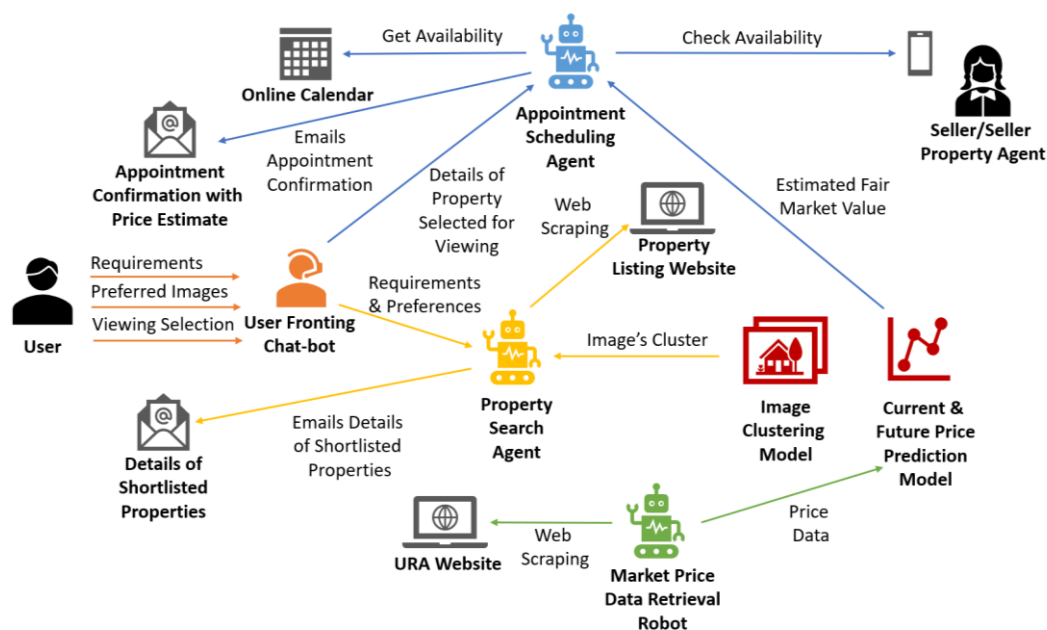 Get Availability
Check Availability
Online Calendar
Appointment
Scheduling
Agent
Seller/Seller
Property Agent
Emails
Appointment
Confirmation
Appointment
Confirmation with
Price Estimate
Details of
Property
Selected for
Viewing
Estimated Fair
Market Value
Web
Scraping
Property
Listing Website
Requirements
Preferred Images
Viewing Selection
User
User Fronting
Chat-bot
Requirements
& Preferences
Image's Cluster
Property
Search
Agent
Image
Clustering
Model
Current &
Future Price
Prediction
Model
Emails Details
of Shortlisted
Properties
@
Details of
Shortlisted
Properties
@
URA Website
Web
Scraping
Price
Data
Market Price
Data Retrieval
Robot